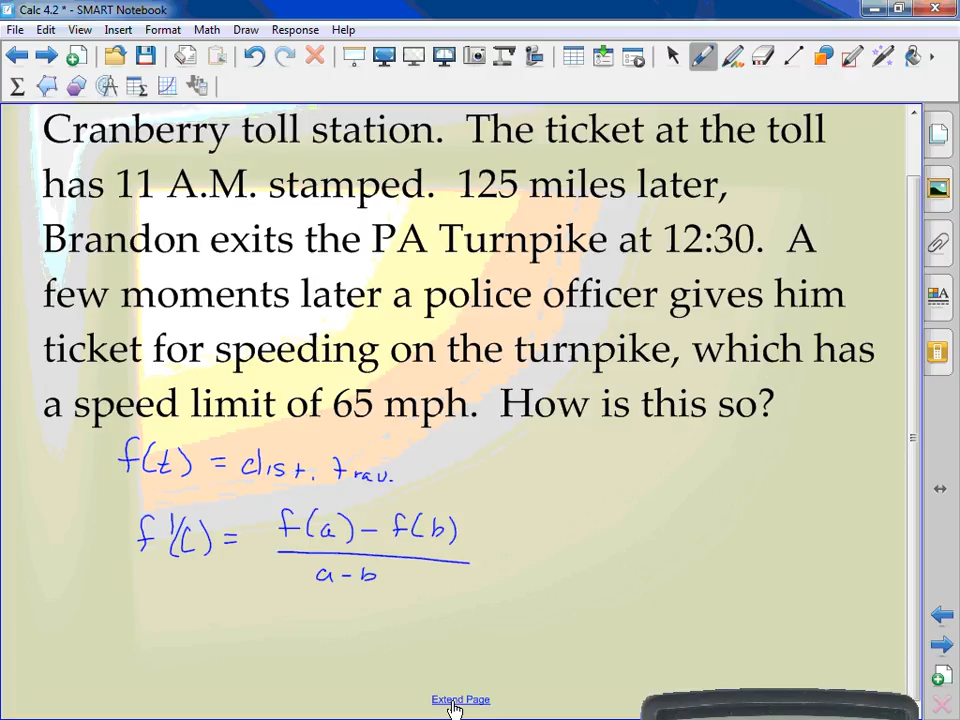 Calc 4.2 * - SMART Notebook
File Edit View Insert Format Math Draw Response Help
Cranberry toll station. The ticket at the toll
has 11 A.M. stamped. 125 miles later,
Brandon exits the PA Turnpike at 12:30. A
few moments later a police officer gives him
ticket for speeding on the turnpike, which has
a speed limit of 65 mph. How is this so?
f(t) = dist. trav.
f'(c) = f(a) - f(b)
a - b
Extend Page